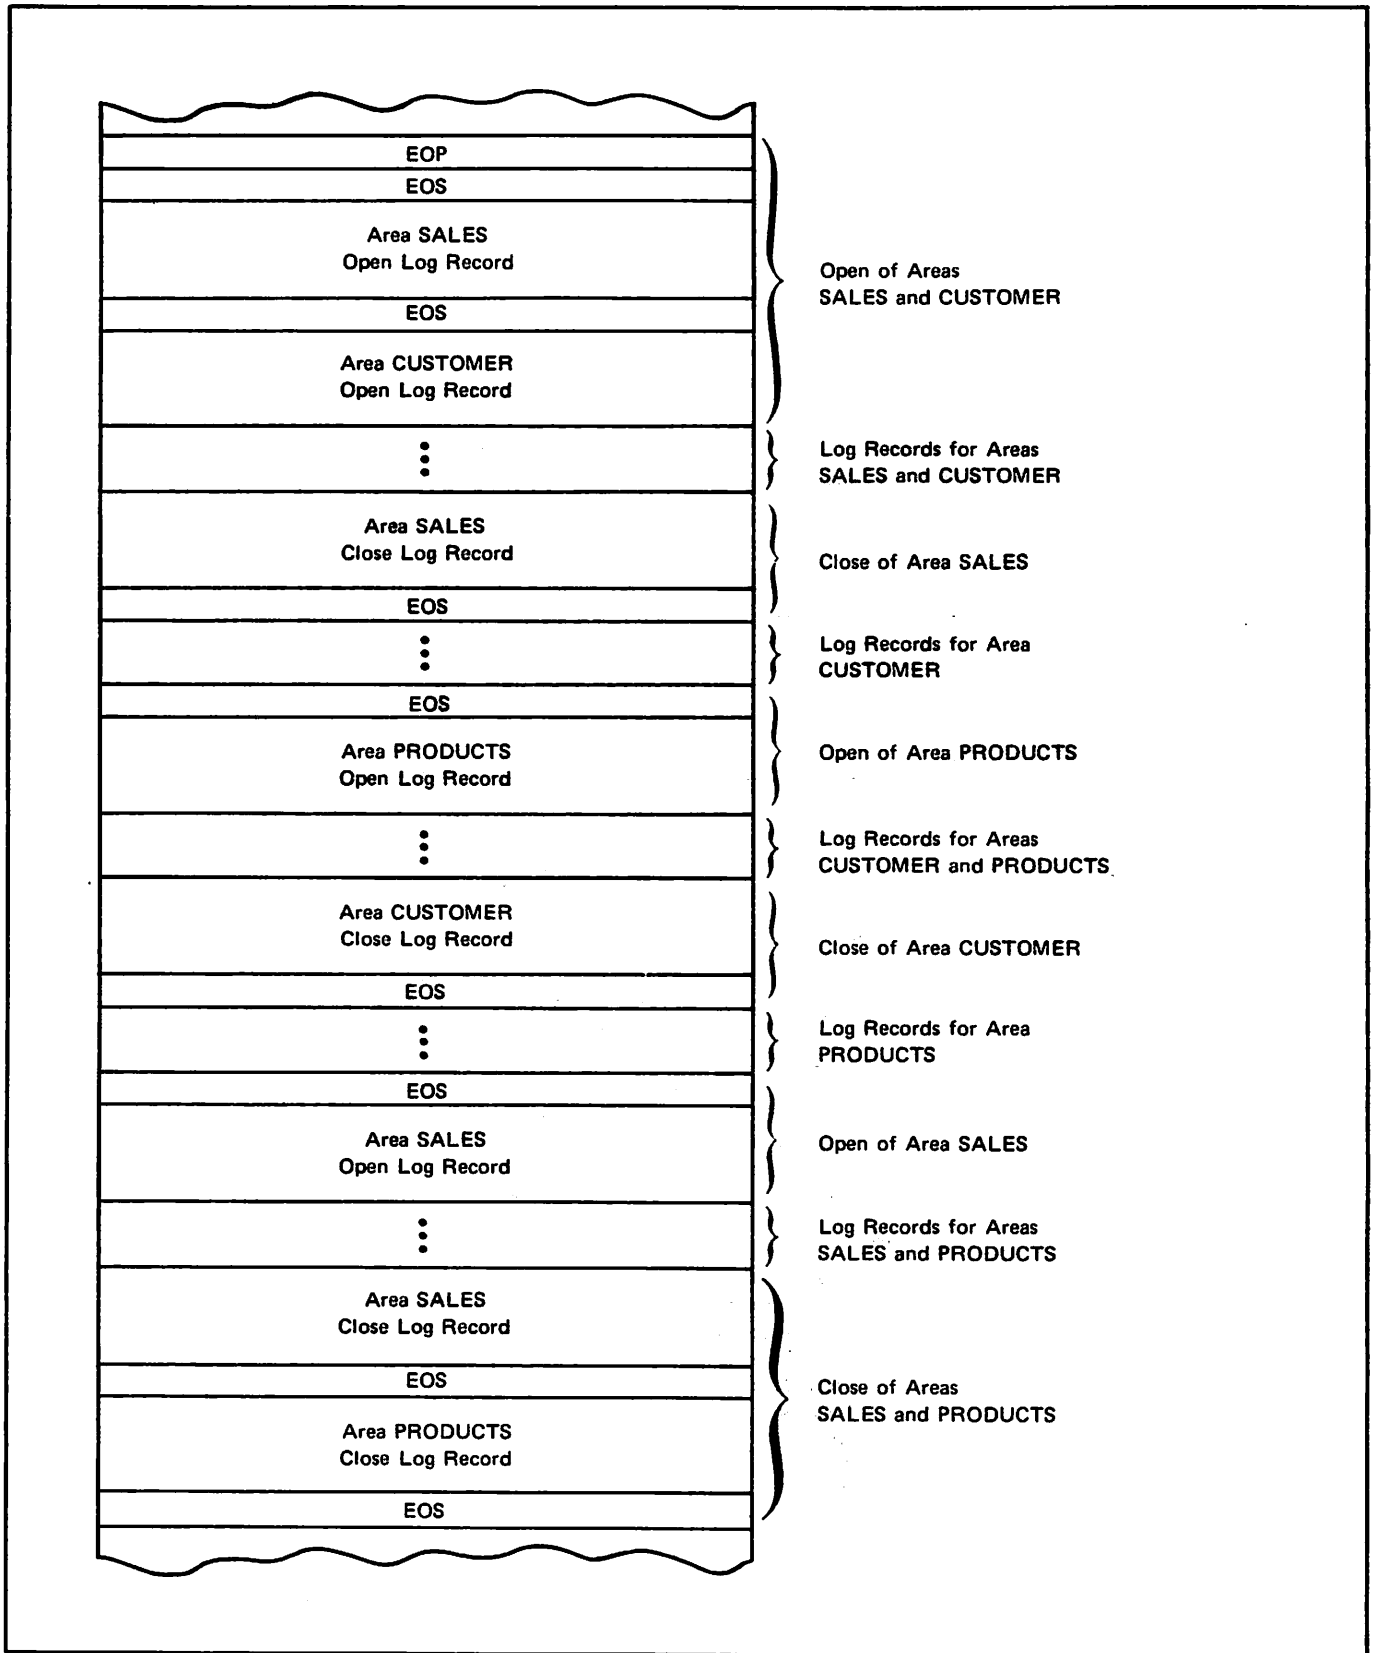 EOP
EOS
Area SALES
Open Log Record
EOS
Area CUSTOMER
Open Log Record
Open of Areas
SALES and CUSTOMER
Log Records for Areas
SALES and CUSTOMER
Area SALES
Close Log Record
EOS
Close of Area SALES
Log Records for Area
CUSTOMER
EOS
Area PRODUCTS
Open Log Record
Open of Area PRODUCTS
Log Records for Areas
CUSTOMER and PRODUCTS
Area CUSTOMER
Close Log Record
EOS
Close of Area CUSTOMER
Log Records for Area
PRODUCTS
EOS
Area SALES
Open Log Record
Open of Area SALES
Log Records for Areas
SALES and PRODUCTS
Area SALES
Close Log Record
EOS
Area PRODUCTS
Close Log Record
EOS
Close of Areas
SALES and PRODUCTS